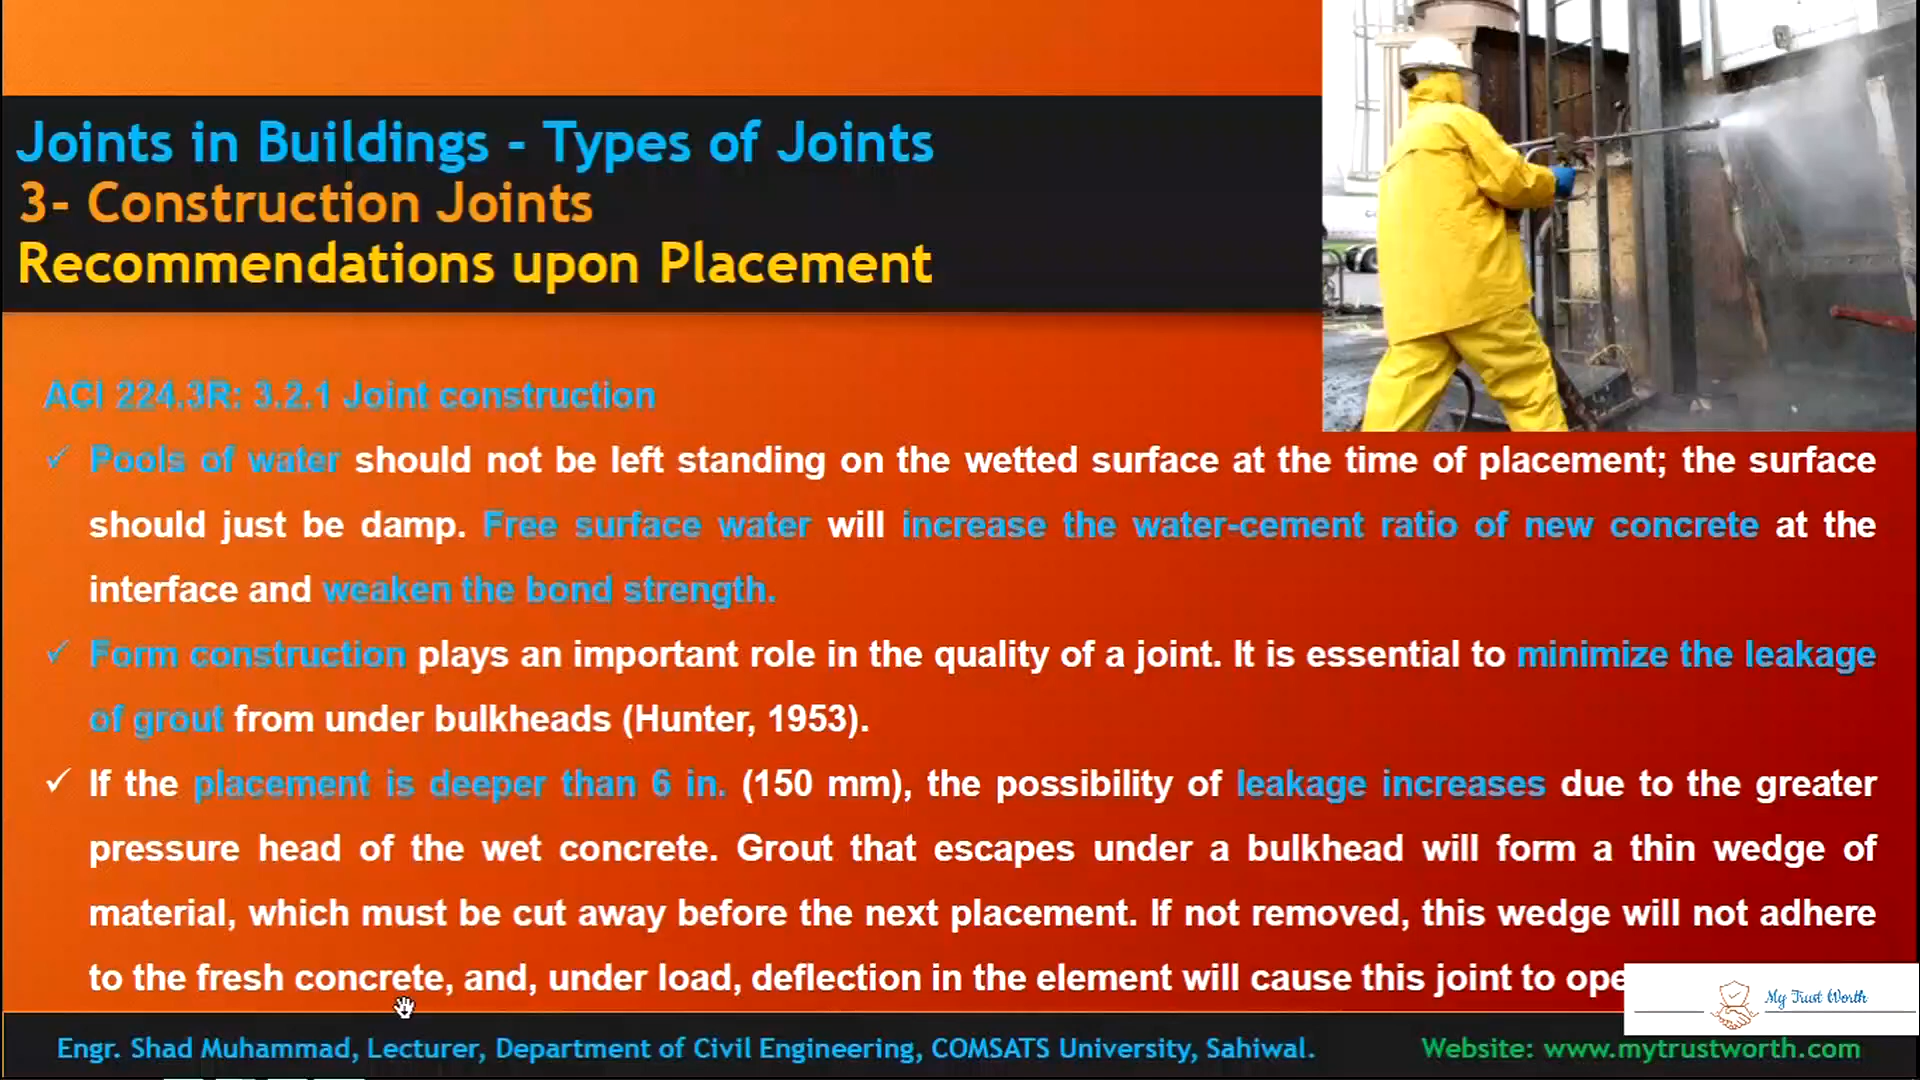 Joints in Buildings - Types of Joints
3- Construction Joints
Recommendations upon Placement
ACI 224.3R: 3.2.1 Joint construction
✓ Pools of water should not be left standing on the wetted surface at the time of placement; the surface
should just be damp. Free surface water will increase the water-cement ratio of new concrete at the
interface and weaken the bond strength.
✓ Form construction plays an important role in the quality of a joint. It is essential to minimize the leakage
of grout from under bulkheads (Hunter, 1953).
✓ If the placement is deeper than 6 in. (150 mm), the possibility of leakage increases due to the greater
pressure head of the wet concrete. Grout that escapes under a bulkhead will form a thin wedge of
material, which must be cut away before the next placement. If not removed, this wedge will not adhere
to the fresh concrete, and, under load, deflection in the element will cause this joint to ope
My Trust Worth
Engr. Shad Muhammad, Lecturer, Department of Civil Engineering, COMSATS University, Sahiwal. Website: www.mytrustworth.com